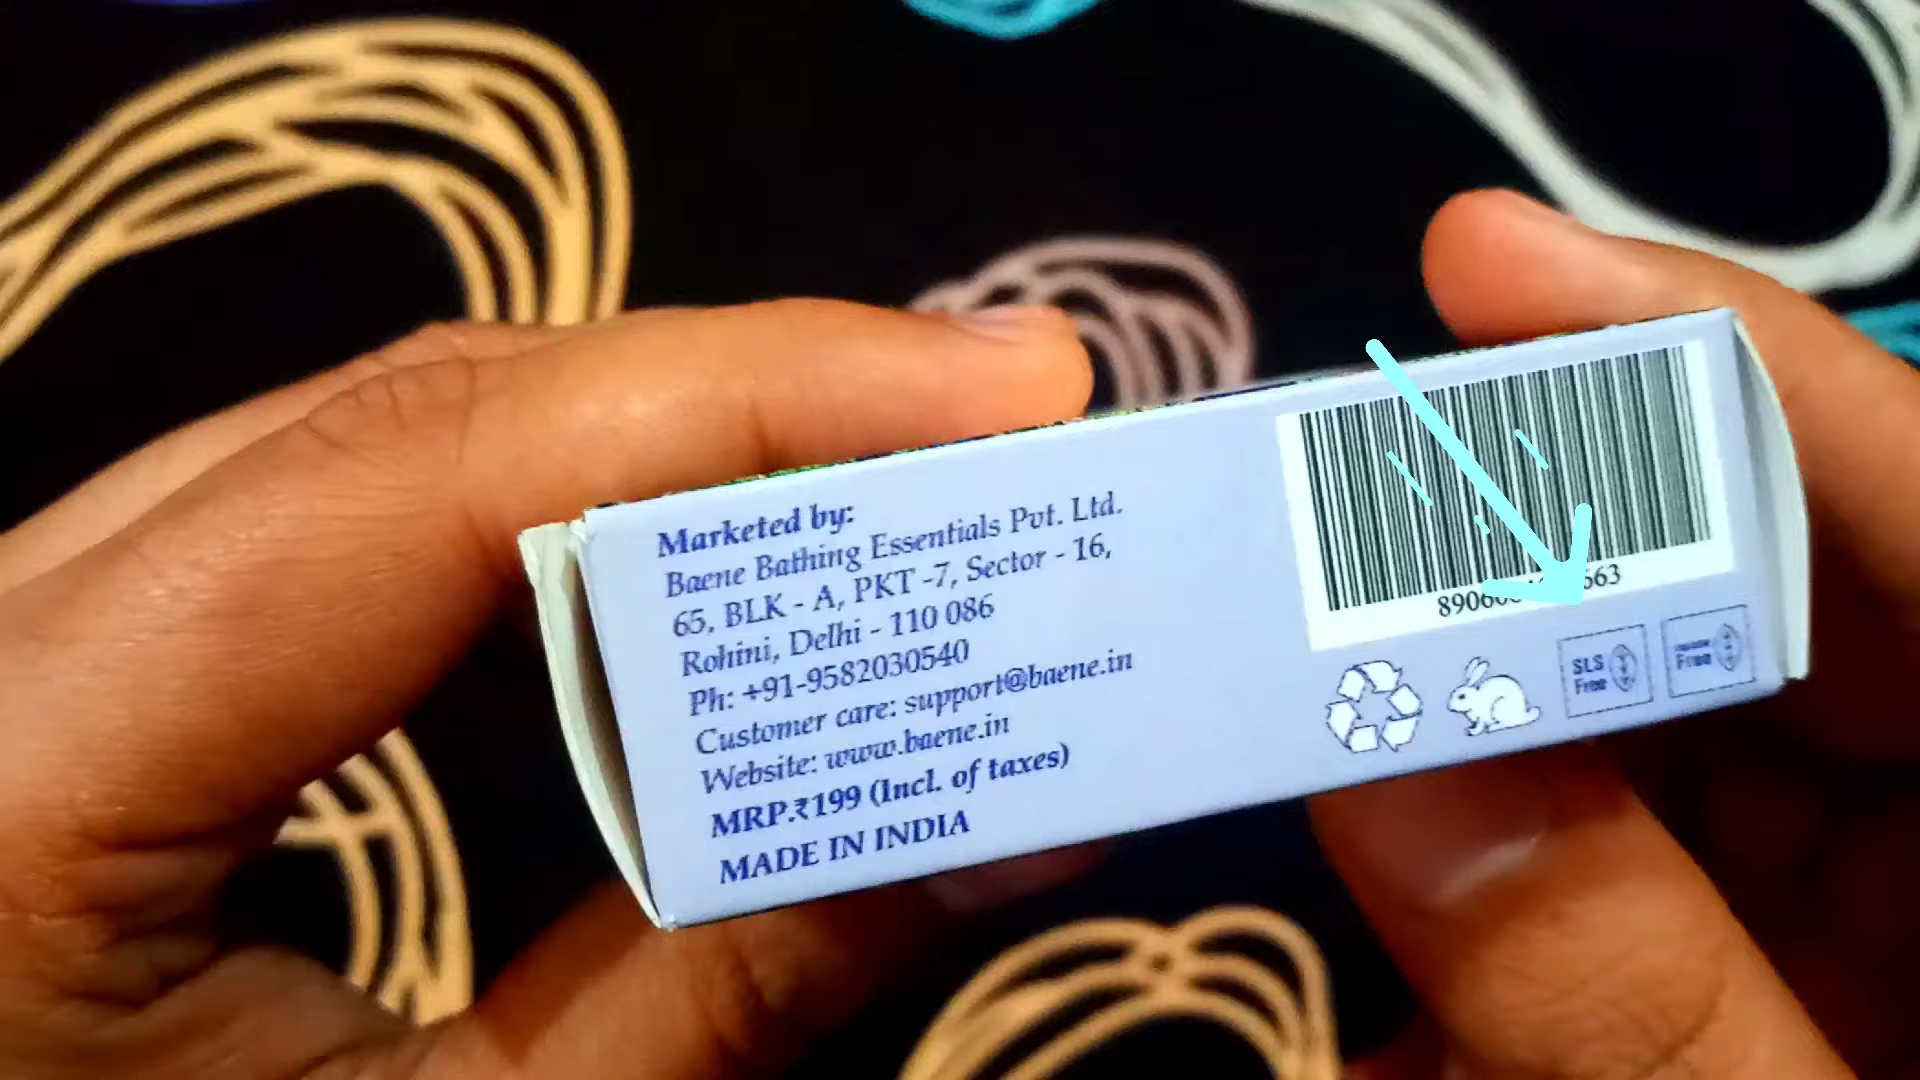 Marketed by:
Baene Bathing Essentials Pvt. Ltd.
65, BLK - A, PKT -7, Sector - 16,
Rohini, Delhi - 110 086
Ph: +91-9582030540
Customer care: support@baene.in
Website: www.baene.in
MRP.₹199 (Incl. of taxes)
MADE IN INDIA
SLS
Free
Free